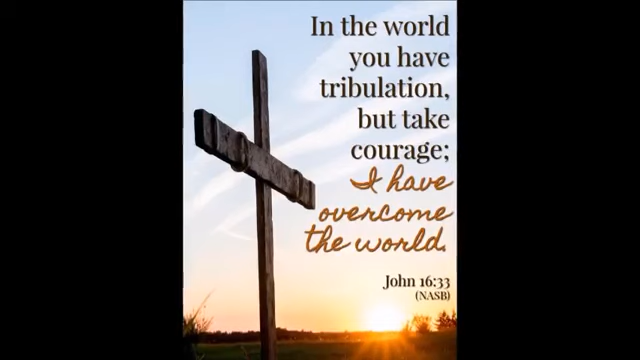 In the world
you have
tribulation,
but take
courage;
I have
overcome
the world.
John 16:33
(NASB)